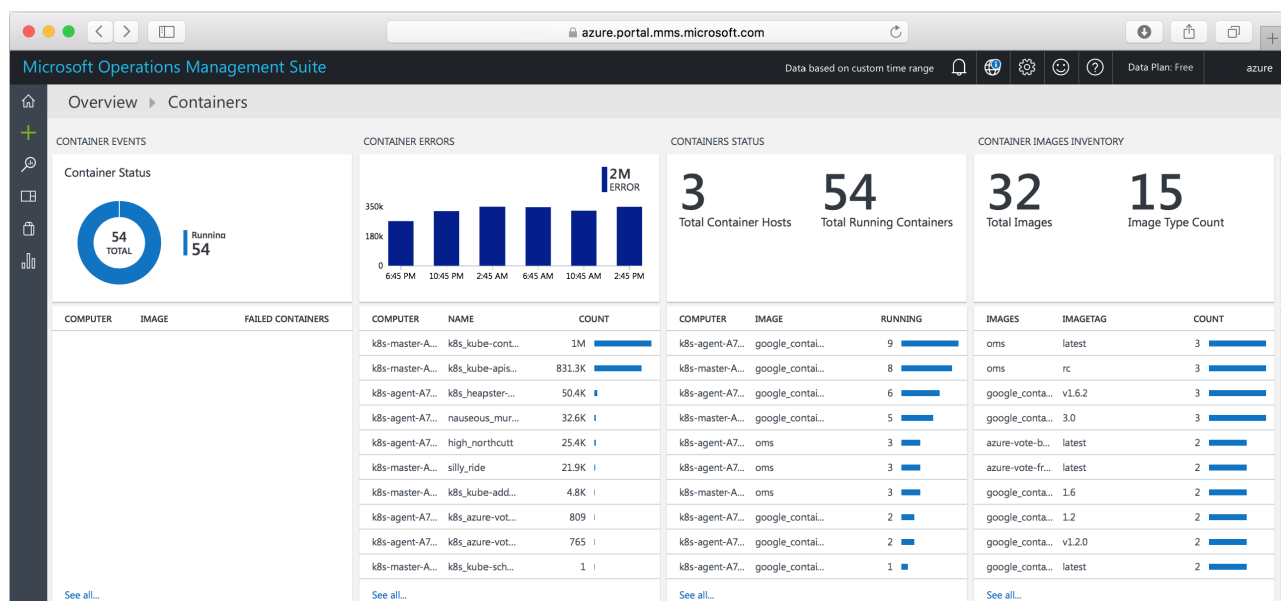 azure.portal.mms.microsoft.com
Microsoft Operations Management Suite
Data based on custom time range
Data Plan: Free
azure
Overview
Containers
CONTAINER EVENTS
Container Status
54
TOTAL
Running
54
COMPUTER IMAGE FAILED CONTAINERS
See all...
CONTAINER ERRORS
2M
ERROR
350k
180k
0
6:45 PM 10:45 PM 2:45 AM 6:45 AM 10:45 AM 2:45 PM
COMPUTER NAME COUNT
k8s-master-A... k8s_kube-cont... 1M
k8s-master-A... k8s_kube-apis... 831.3K
k8s-agent-A7... k8s_heapster-... 50.4K
k8s-agent-A7... nauseous_mur... 32.6K
k8s-agent-A7... high_northcutt 25.4K
k8s-master-A... silly_ride 21.9K
k8s-master-A... k8s_kube-add... 4.8K
k8s-agent-A7... k8s_azure-vot... 809
k8s-agent-A7... k8s_azure-vot... 765
k8s-master-A... k8s_kube-sch... 1
See all...
CONTAINERS STATUS
3 54
Total Container Hosts Total Running Containers
COMPUTER IMAGE RUNNING
k8s-agent-A7... google_contai... 9
k8s-master-A... google_contai... 8
k8s-agent-A7... google_contai... 6
k8s-master-A... google_contai... 5
k8s-agent-A7... oms 3
k8s-agent-A7... oms 3
k8s-master-A... oms 3
k8s-agent-A7... google_contai... 2
k8s-agent-A7... google_contai... 2
k8s-agent-A7... google_contai... 1
See all...
CONTAINER IMAGES INVENTORY
32 15
Total Images Image Type Count
IMAGES IMAGETAG COUNT
oms latest 3
oms rc 3
google_conta... v1.6.2 3
google_conta... 3.0 3
azure-vote-b... latest 2
azure-vote-fr... latest 2
google_conta... 1.6 2
google_conta... 1.2 2
google_conta... v1.2.0 2
google_conta... latest 2
See all...